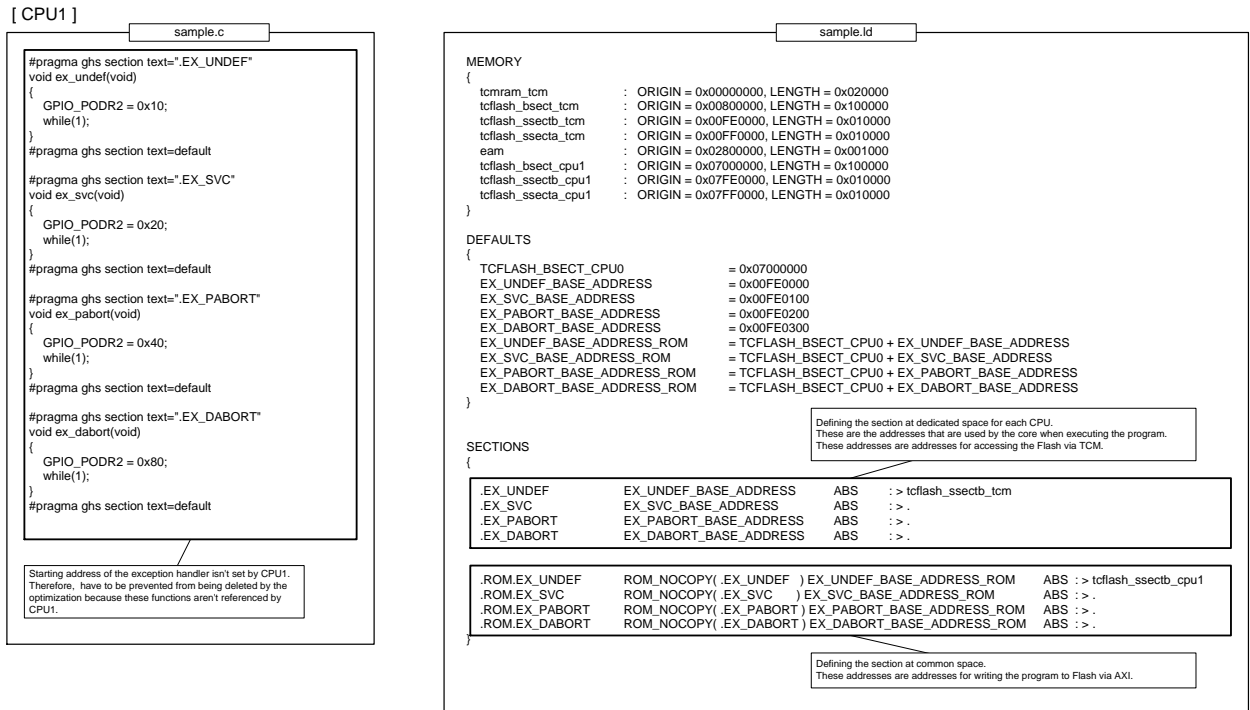 [ CPU1 ]
sample.c
#pragma ghs section text=".EX_UNDEF"
void ex_undef(void)
{
GPIO_PODR2 = 0x10;
while(1);
}
#pragma ghs section text=default
#pragma ghs section text=".EX_SVC"
void ex_svc(void)
{
GPIO_PODR2 = 0x20;
while(1);
}
#pragma ghs section text=default
#pragma ghs section text=".EX_PABORT"
void ex_pabort(void)
{
GPIO_PODR2 = 0x40;
while(1);
}
#pragma ghs section text=default
#pragma ghs section text=".EX_DABORT"
void ex_dabort(void)
{
GPIO_PODR2 = 0x80;
while(1);
}
#pragma ghs section text=default
Starting address of the exception handler isn't set by CPU1.
Therefore, have to be prevented from being deleted by the
optimization because these functions aren't referenced by
CPU1.
sample.ld
MEMORY
{
tcmram_tcm : ORIGIN = 0x00000000, LENGTH = 0x020000
tcflash_bsect_tcm : ORIGIN = 0x00800000, LENGTH = 0x100000
tcflash_ssectb_tcm : ORIGIN = 0x00FE0000, LENGTH = 0x010000
tcflash_ssecta_tcm : ORIGIN = 0x00FF0000, LENGTH = 0x010000
eam : ORIGIN = 0x02800000, LENGTH = 0x001000
tcflash_bsect_cpu1 : ORIGIN = 0x07000000, LENGTH = 0x100000
tcflash_ssectb_cpu1 : ORIGIN = 0x07FE0000, LENGTH = 0x010000
tcflash_ssecta_cpu1 : ORIGIN = 0x07FF0000, LENGTH = 0x010000
}
DEFAULTS
{
TCFLASH_BSECT_CPU0 = 0x07000000
EX_UNDEF_BASE_ADDRESS = 0x00FE0000
EX_SVC_BASE_ADDRESS = 0x00FE0100
EX_PABORT_BASE_ADDRESS = 0x00FE0200
EX_DABORT_BASE_ADDRESS = 0x00FE0300
EX_UNDEF_BASE_ADDRESS_ROM = TCFLASH_BSECT_CPU0 + EX_UNDEF_BASE_ADDRESS
EX_SVC_BASE_ADDRESS_ROM = TCFLASH_BSECT_CPU0 + EX_SVC_BASE_ADDRESS
EX_PABORT_BASE_ADDRESS_ROM = TCFLASH_BSECT_CPU0 + EX_PABORT_BASE_ADDRESS
EX_DABORT_BASE_ADDRESS_ROM = TCFLASH_BSECT_CPU0 + EX_DABORT_BASE_ADDRESS
}
Defining the section at dedicated space for each CPU.
These are the addresses that are used by the core when executing the program.
These addresses are addresses for accessing the Flash via TCM.
SECTIONS
{
.EX_UNDEF EX_UNDEF_BASE_ADDRESS ABS : > tcflash_ssectb_tcm
.EX_SVC EX_SVC_BASE_ADDRESS ABS : > .
.EX_PABORT EX_PABORT_BASE_ADDRESS ABS : > .
.EX_DABORT EX_DABORT_BASE_ADDRESS ABS : > .
.ROM.EX_UNDEF ROM_NOCOPY( .EX_UNDEF ) EX_UNDEF_BASE_ADDRESS_ROM ABS : > tcflash_ssectb_cpu1
.ROM.EX_SVC ROM_NOCOPY( .EX_SVC ) EX_SVC_BASE_ADDRESS_ROM ABS : > .
.ROM.EX_PABORT ROM_NOCOPY( .EX_PABORT ) EX_PABORT_BASE_ADDRESS_ROM ABS : > .
.ROM.EX_DABORT ROM_NOCOPY( .EX_DABORT ) EX_DABORT_BASE_ADDRESS_ROM ABS : > .
}
Defining the section at common space.
These addresses are addresses for writing the program to Flash via AXI.